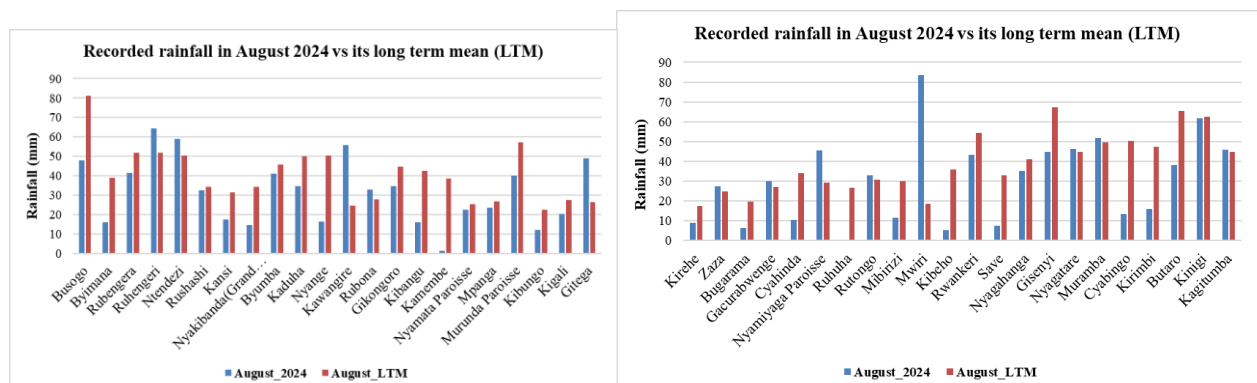 Recorded rainfall in August 2024 vs its long term mean (LTM)
Rainfall (mm)
90
80
70
60
50
40
30
20
10
0
Busogo
Byimana
Rubengera
Ruhengeri
Ntendezi
Rushashi
Kansi
Nyakibanda(Grand…
Byumba
Kaduha
Nyange
Kawangire
Rubona
Gikongoro
Kibangu
Kamembe
Nyamata Paroisse
Mpanga
Murunda Paroisse
Kibungo
Kigali
Gitega
August_2024
August_LTM
Recorded rainfall in August 2024 vs its long term mean (LTM)
Rainfall (mm)
90
80
70
60
50
40
30
20
10
0
Kirehe
Zaza
Bugarama
Gacurabwenge
Cyahinda
Nyamiyaga Paroisse
Ruhuha
Rutongo
Mibirizi
Mwiri
Kibeho
Rwankeri
Save
Nyagahanga
Gisenyi
Nyagatare
Muramba
Cyabingo
Kirimbi
Butaro
Kinigi
Kagitumba
August_2024
August_LTM